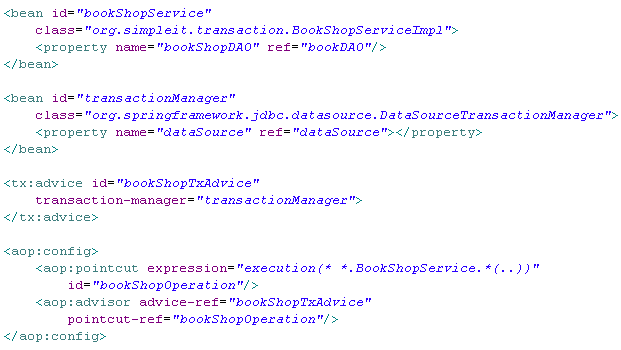 <bean id="bookShopService"
    class="org.simpleit.transaction.BookShopServiceImpl">
    <property name="bookShopDAO" ref="bookDAO"/>
</bean>

<bean id="transactionManager"
    class="org.springframework.jdbc.datasource.DataSourceTransactionManager">
    <property name="dataSource" ref="dataSource"></property>
</bean>

<tx:advice id="bookShopTxAdvice"
    transaction-manager="transactionManager">
</tx:advice>

<aop:config>
    <aop:pointcut expression="execution(* *.BookShopService.*(..))"
        id="bookShopOperation"/>
    <aop:advisor advice-ref="bookShopTxAdvice"
        pointcut-ref="bookShopOperation"/>
</aop:config>